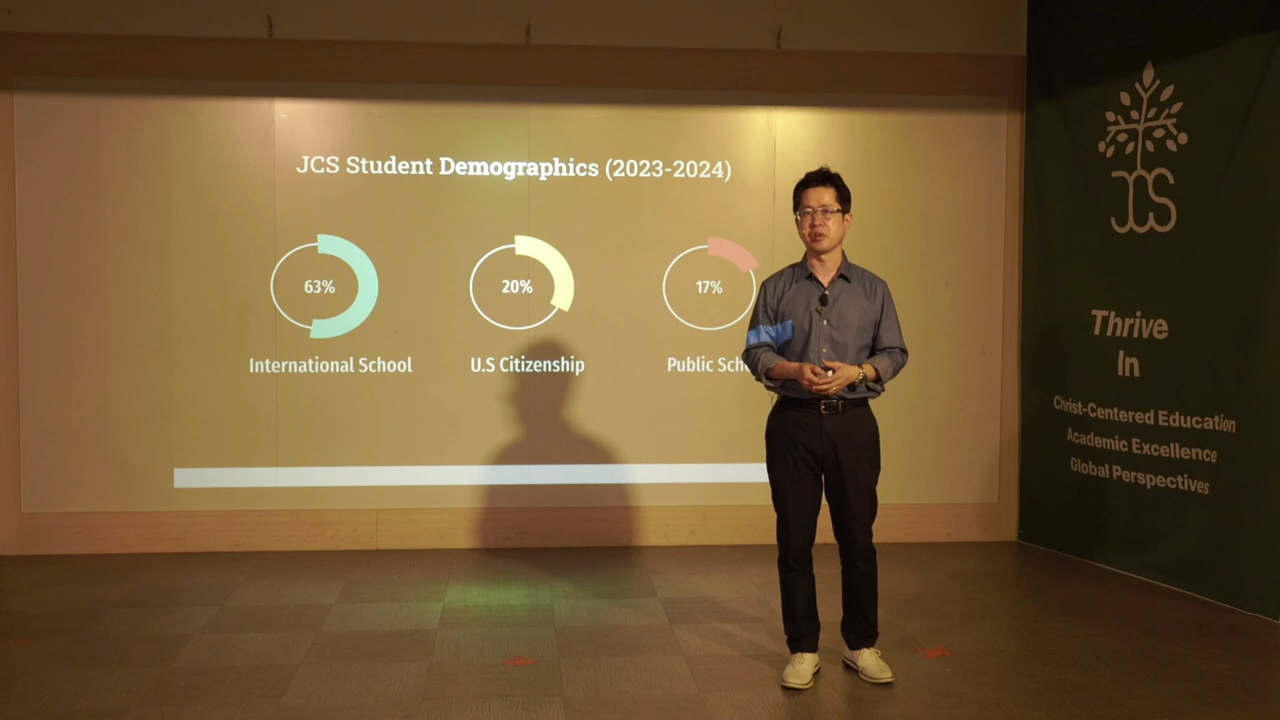 JCS Student Demographics (2023-2024)
63%
20%
17%
International School
U.S Citizenship
Public
JCS
Thrive
In
Christ-Centered Education
Academic Excellence
Global Perspectives